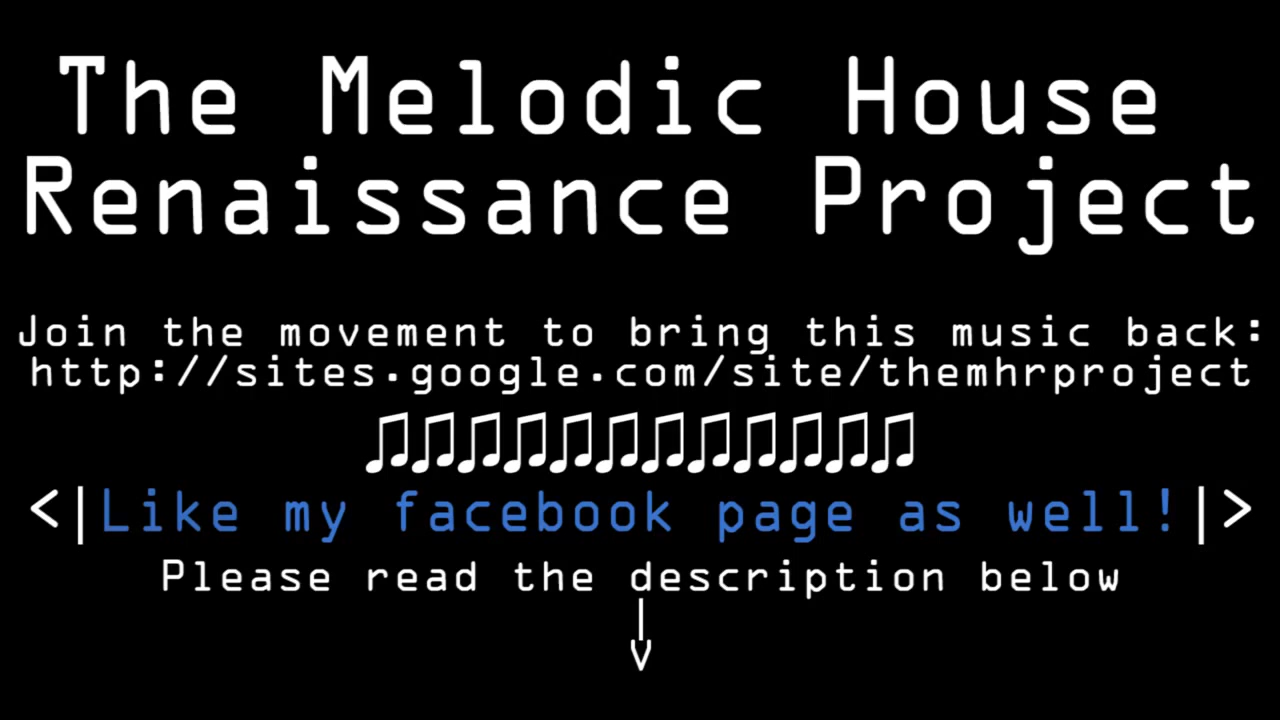 The Melodic House
Renaissance Project
Join the movement to bring this music back:
http://sites.google.com/site/themhrproject
♫♫♫♫♫♫♫♫♫♫♫♫
<|Like my facebook page as well!|>
Please read the description below
|
V